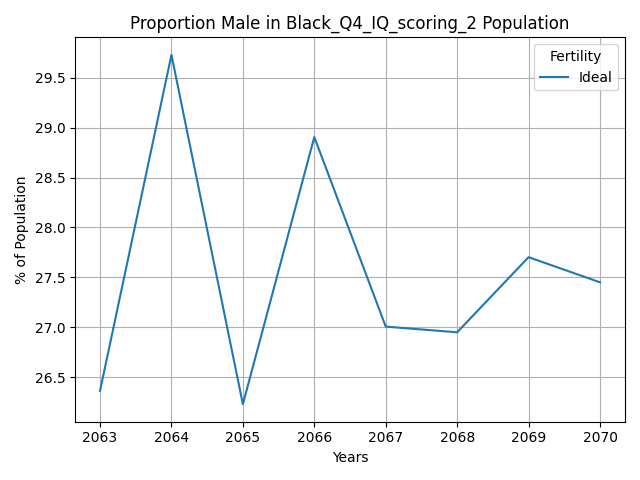 Proportion Male in Black_Q4_IQ_scoring_2 Population
Fertility
Ideal
% of Population
29.5
29.0
28.5
28.0
27.5
27.0
26.5
2063 2064 2065 2066 2067 2068 2069 2070
Years